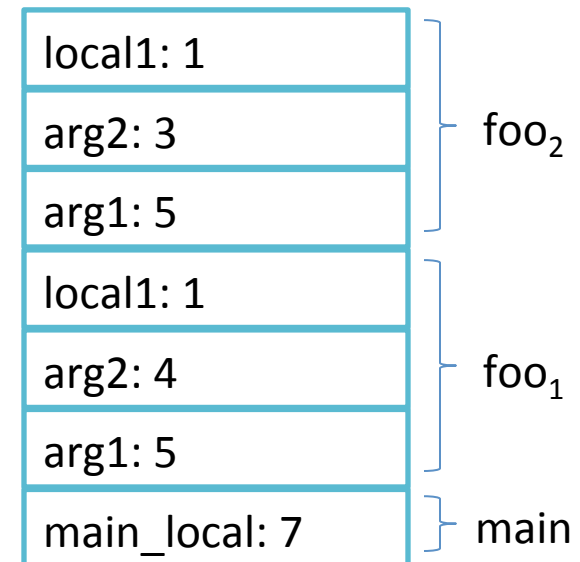 local1: 1
arg2: 3
foo₂
arg1: 5
local1: 1
arg2: 4
foo₁
arg1: 5
main_local: 7
main